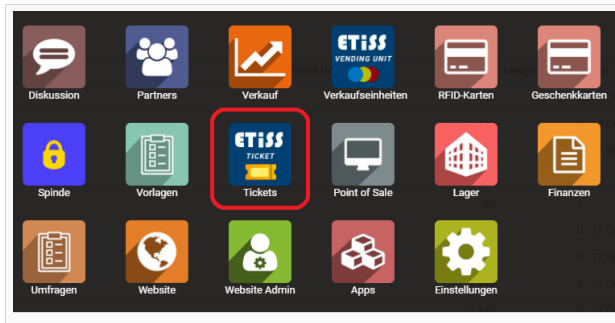 ETISS
VENDING UNIT
Diskussion
Partners
Verkauf
Verkaufseinheiten
RFID-Karten
Geschenkkarten
ETISS
TICKET
Spinde
Vorlagen
Tickets
Point of Sale
Lager
Finanzen
Umfragen
Website
Website Admin
Apps
Einstellungen